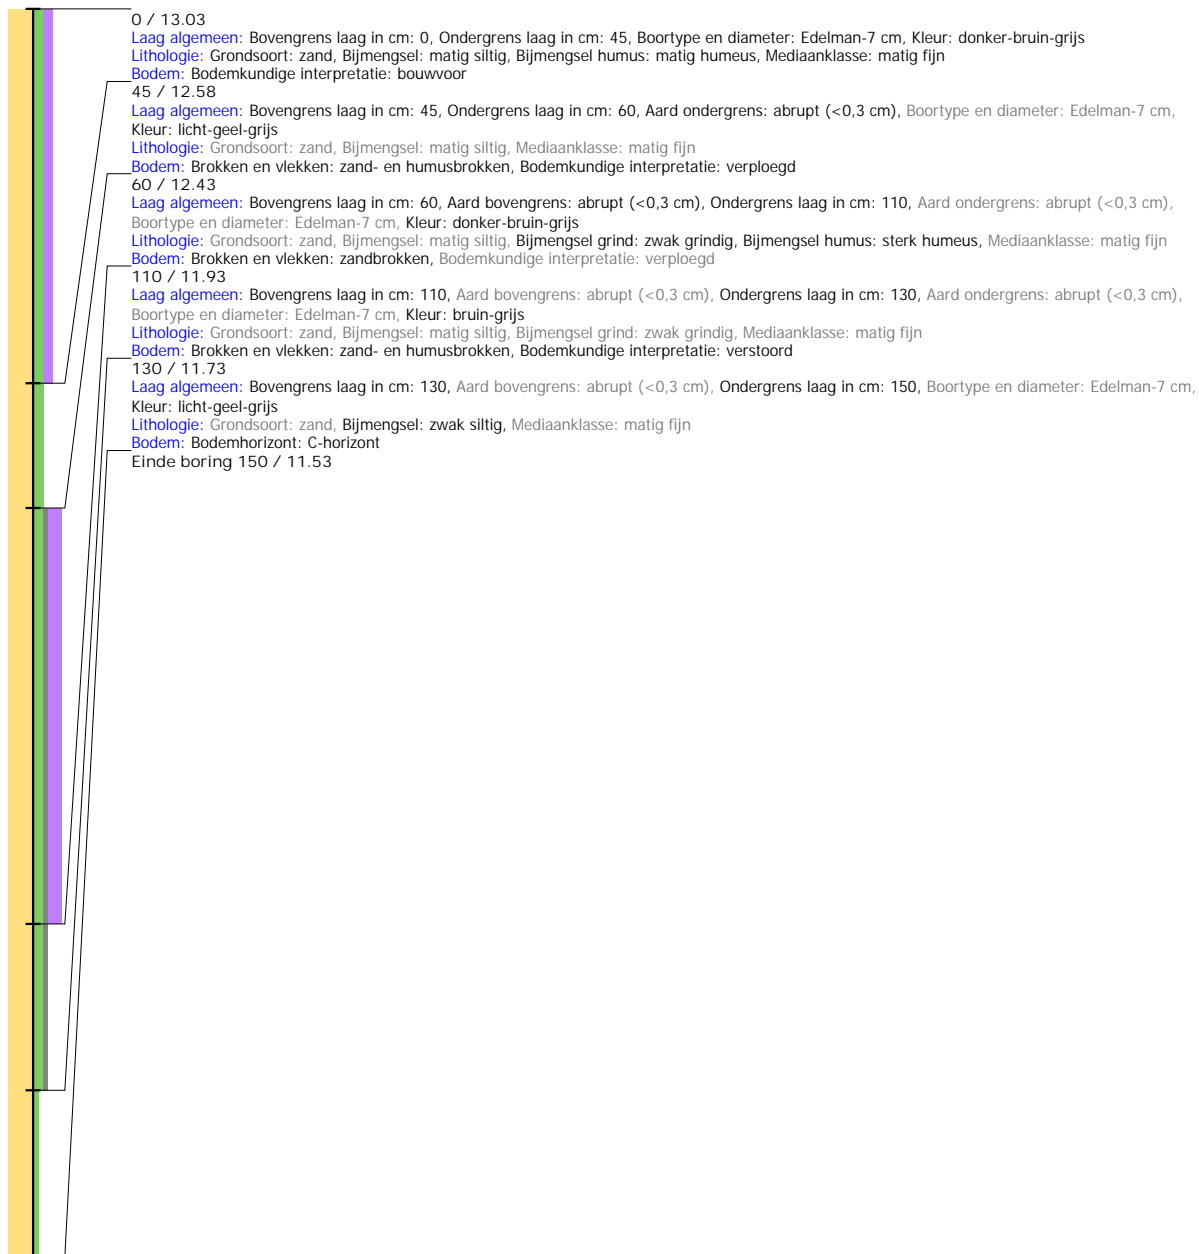 0 / 13.03
Laag algemeen: Bovengrens laag in cm: 0, Ondergrens laag in cm: 45, Boortype en diameter: Edelman-7 cm, Kleur: donker-bruin-grijs
Lithologie: Grondsoort: zand, Bijmengsel: matig siltig, Bijmengsel humus: matig humeus, Mediaanklasse: matig fijn
Bodem: Bodemkundige interpretatie: bouwvoor
45 / 12.58
Laag algemeen: Bovengrens laag in cm: 45, Ondergrens laag in cm: 60, Aard ondergrens: abrupt (<0,3 cm), Boortype en diameter: Edelman-7 cm,
Kleur: licht-geel-grijs
Lithologie: Grondsoort: zand, Bijmengsel: matig siltig, Mediaanklasse: matig fijn
Bodem: Brokken en vlekken: zand- en humusbrokken, Bodemkundige interpretatie: verploegd
60 / 12.43
Laag algemeen: Bovengrens laag in cm: 60, Aard bovengrens: abrupt (<0,3 cm), Ondergrens laag in cm: 110, Aard ondergrens: abrupt (<0,3 cm),
Boortype en diameter: Edelman-7 cm, Kleur: donker-bruin-grijs
Lithologie: Grondsoort: zand, Bijmengsel: matig siltig, Bijmengsel grind: zwak grindig, Bijmengsel humus: sterk humeus, Mediaanklasse: matig fijn
Bodem: Brokken en vlekken: zandbrokken, Bodemkundige interpretatie: verploegd
110 / 11.93
Laag algemeen: Bovengrens laag in cm: 110, Aard bovengrens: abrupt (<0,3 cm), Ondergrens laag in cm: 130, Aard ondergrens: abrupt (<0,3 cm),
Boortype en diameter: Edelman-7 cm, Kleur: bruin-grijs
Lithologie: Grondsoort: zand, Bijmengsel: matig siltig, Bijmengsel grind: zwak grindig, Mediaanklasse: matig fijn
Bodem: Brokken en vlekken: zand- en humusbrokken, Bodemkundige interpretatie: verstoord
130 / 11.73
Laag algemeen: Bovengrens laag in cm: 130, Aard bovengrens: abrupt (<0,3 cm), Ondergrens laag in cm: 150, Boortype en diameter: Edelman-7 cm,
Kleur: licht-geel-grijs
Lithologie: Grondsoort: zand, Bijmengsel: zwak siltig, Mediaanklasse: matig fijn
Bodem: Bodemhorizont: C-horizont
Einde boring 150 / 11.53